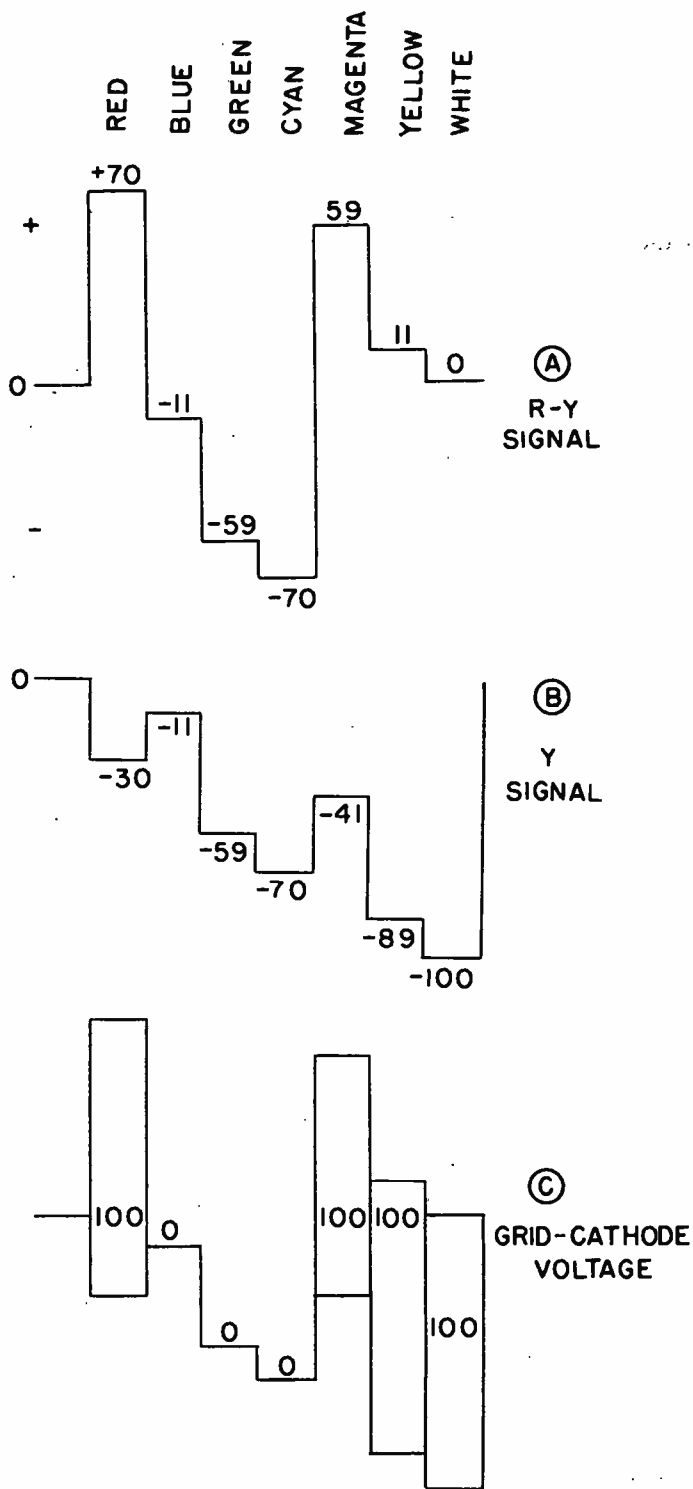 RED
BLUE
GREEN
CYAN
MAGENTA
YELLOW
WHITE
+70
+
59
11
0
0
A
-11
R-Y
SIGNAL
-
-59
-70
0
B
-11
Y
-30
SIGNAL
-41
-59
-70
-89
-100
C
100
0
100
100
GRID-CATHODE
VOLTAGE
0
100
0